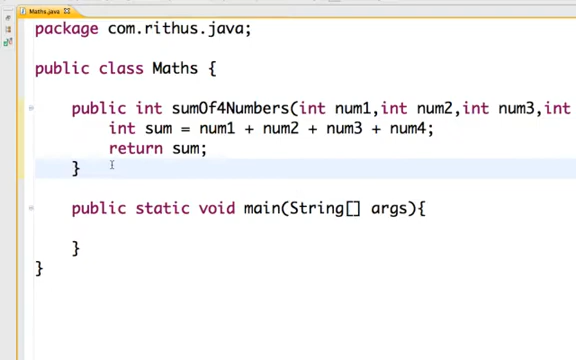 Maths.java
package com.rithus.java;
public class Maths {
public int sumOf4Numbers(int num1,int num2,int num3,int
int sum = num1 + num2 + num3 + num4;
return sum;
}
public static void main(String[] args){
}
}